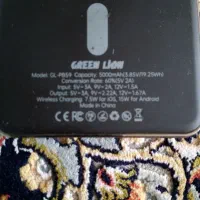 GREEN LION
Model: GL-PB59 Capacity: 5000mAh(3.85V/19.25Wh)
Conversion Rate Efficiency: 60%(5V 2A)
Input: 5V⎓3A, 9V⎓2A, 12V⎓1.5A
Output: 5V⎓3A, 9V⎓2.22A, 12V⎓1.67A
Wireless Charging: 7.5W for iOS, 15W for Android
Made in China